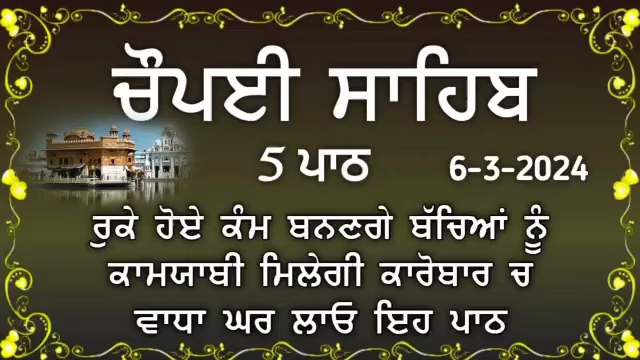 ਚੌਪਈ ਸਾਹਿਬ
5 ਪਾਠ 6-3-2024
ਰੁਕੇ ਹੋਏ ਕੰਮ ਬਨਣਗੇ ਬੱਚਿਆਂ ਨੂੰ
ਕਾਮਯਾਬੀ ਮਿਲੇਗੀ ਕਾਰੋਬਾਰ ਚ
ਵਾਧਾ ਘਰ ਲਾਓ ਇਹ ਪਾਠ